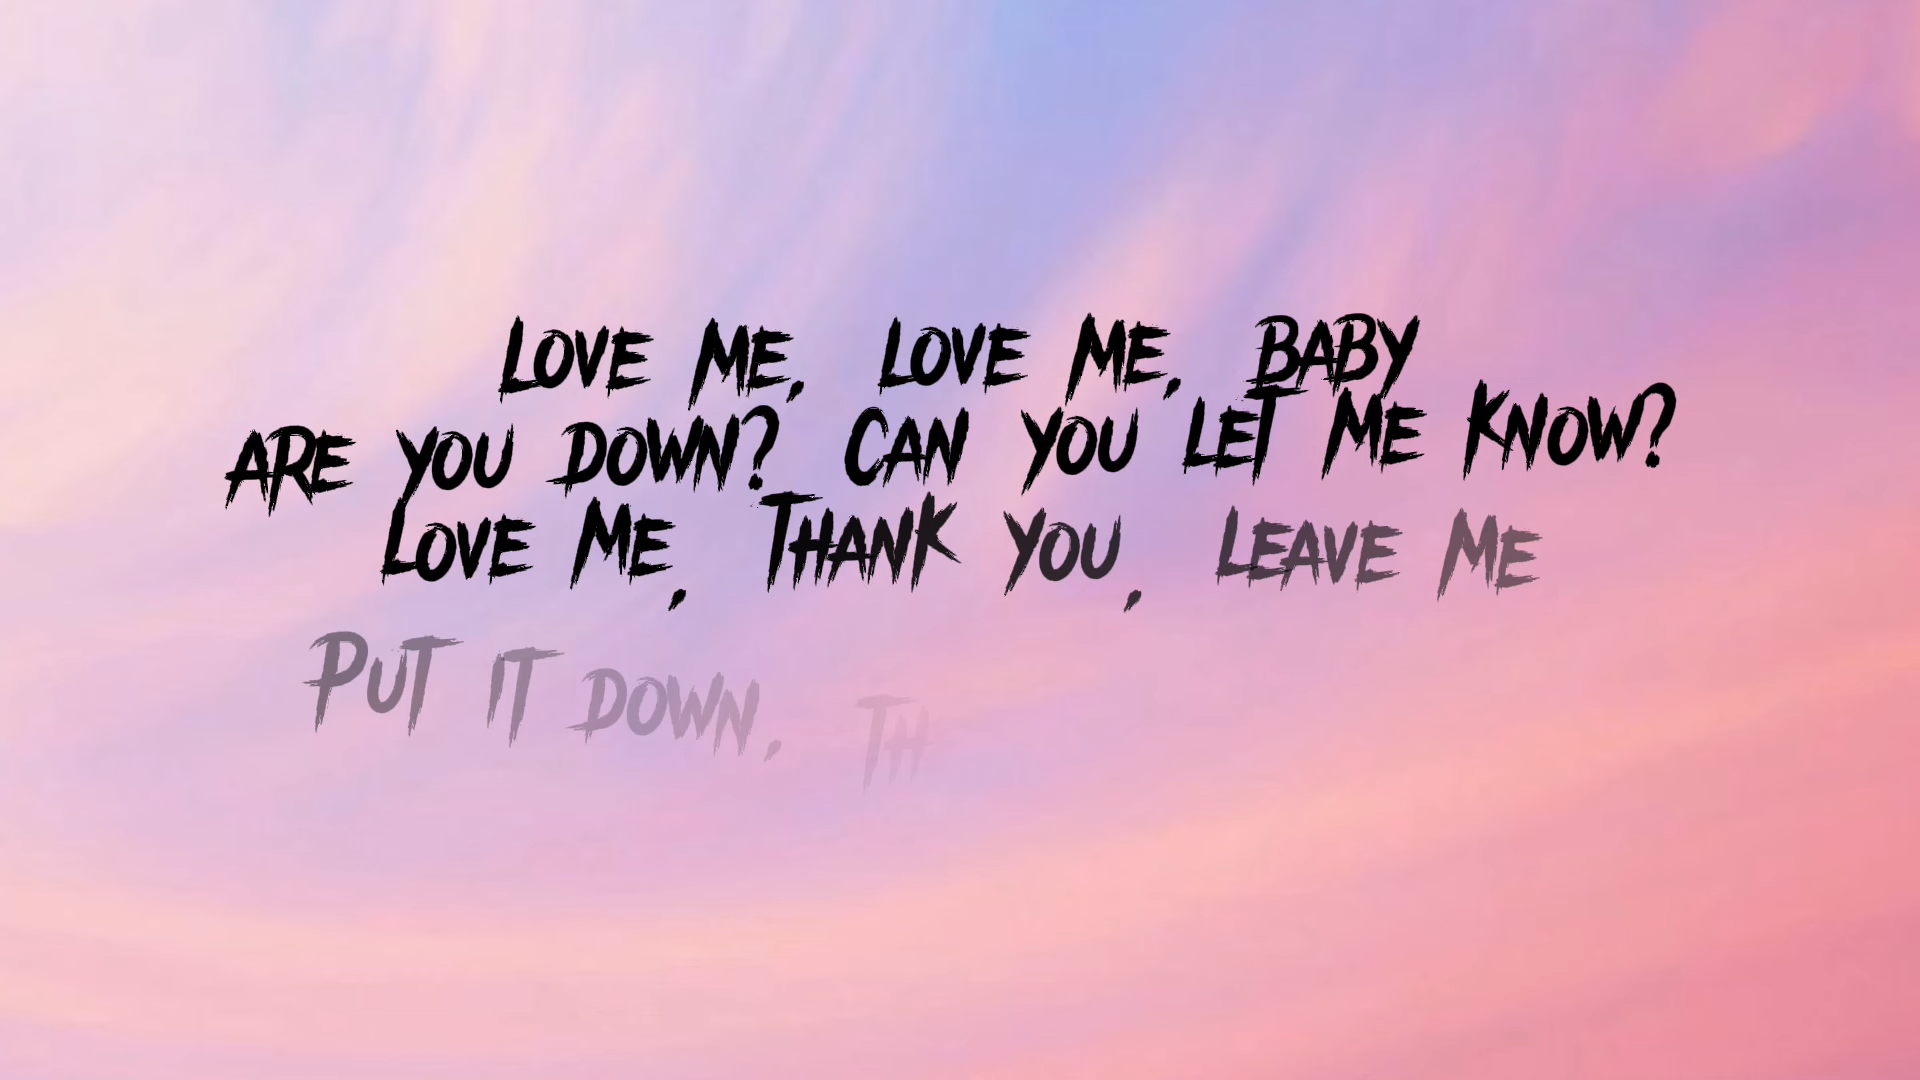 Love me, Love me, baby
are you down? Can you let me know?
Love me, Thank you, leave me
Put it down, Th